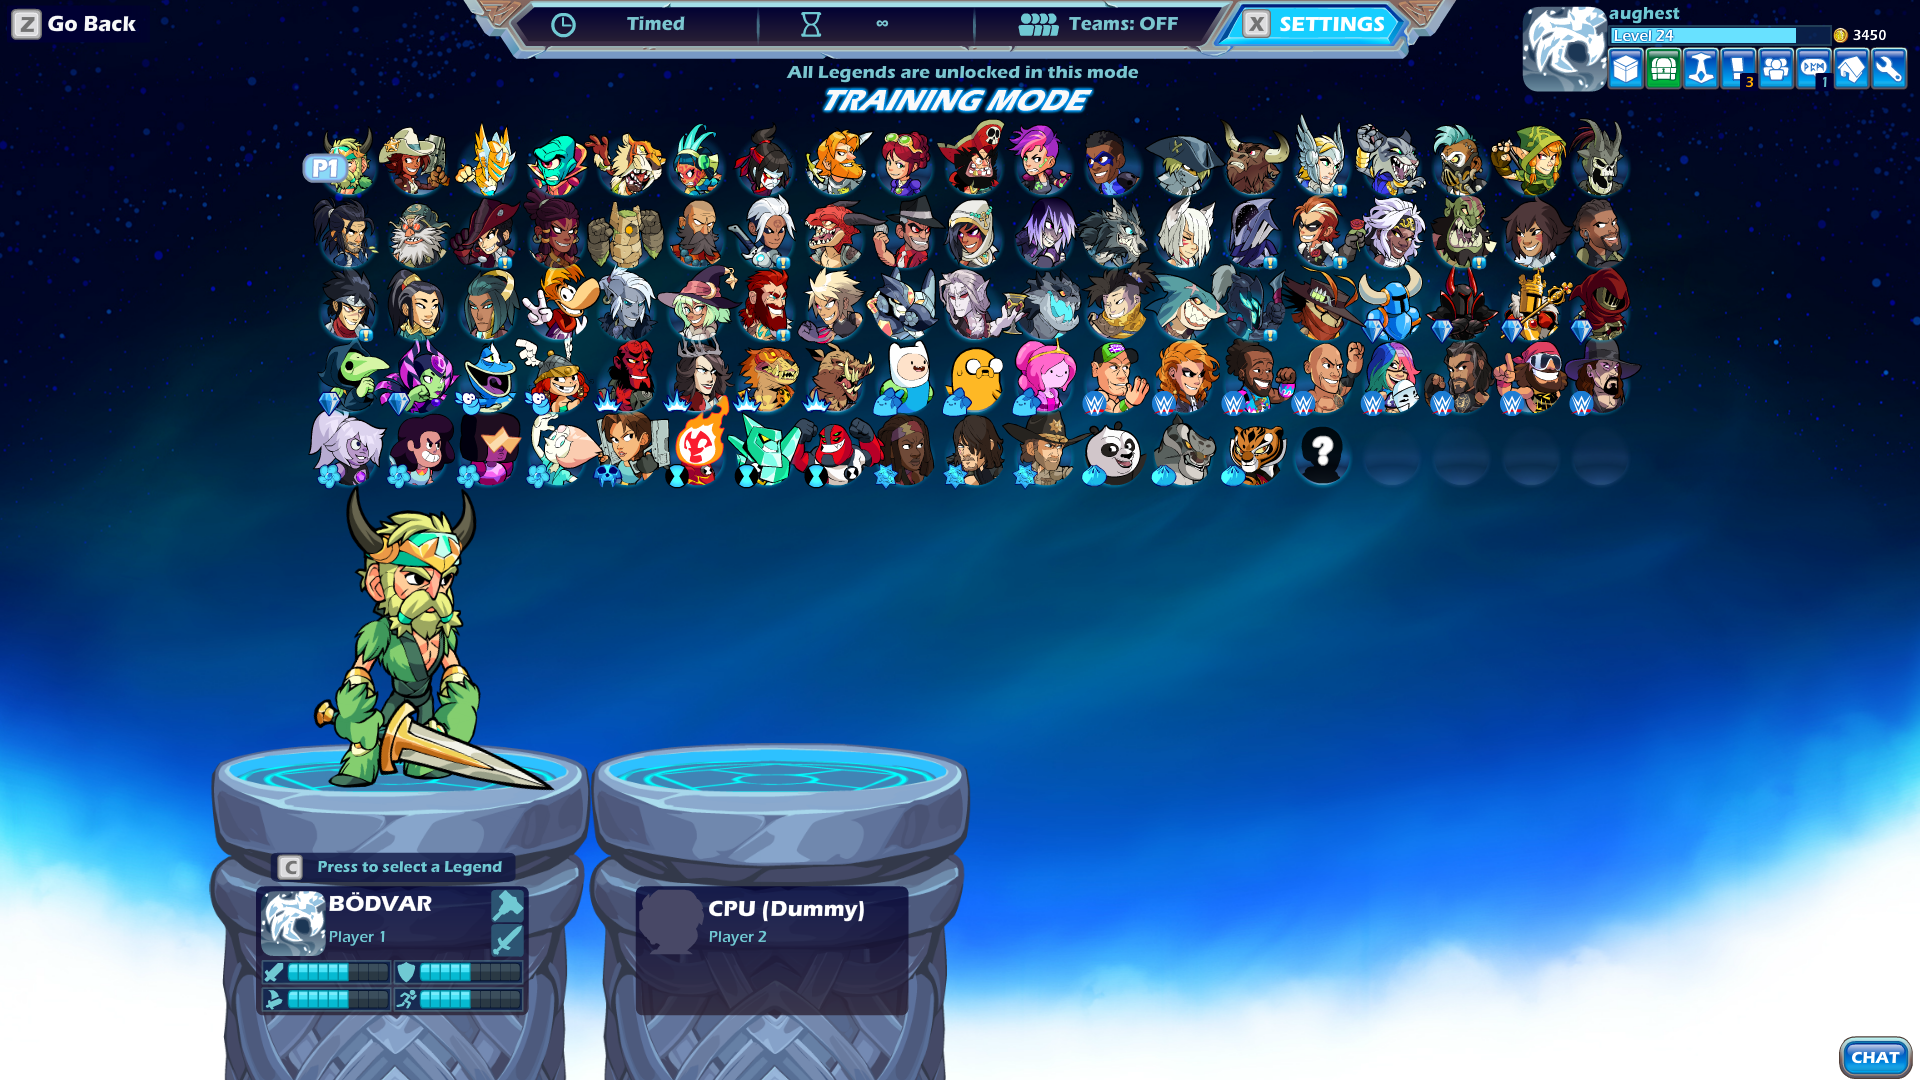 Z Go Back
Timed
∞
Teams: OFF
X SETTINGS
aughest
Level 24
3450
3
1
All Legends are unlocked in this mode
TRAINING MODE
P1
?
C Press to select a Legend
BÖDVAR
Player 1
CPU (Dummy)
Player 2
CHAT